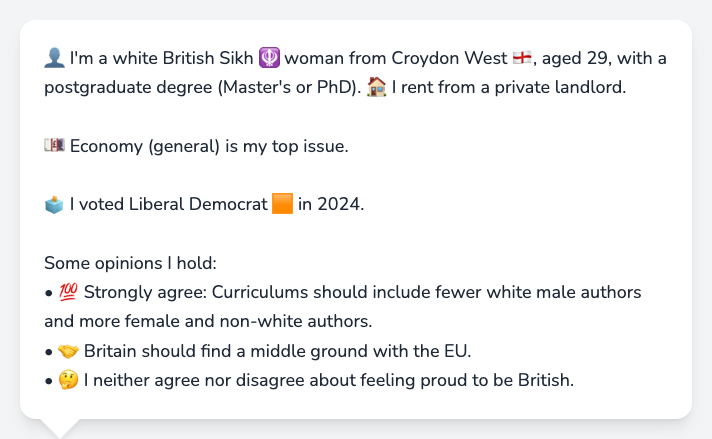 👤 I'm a white British Sikh 🪯 woman from Croydon West 🏴󠁧󠁢󠁥󠁮󠁧󠁿, aged 29, with a
postgraduate degree (Master's or PhD). 🏠 I rent from a private landlord.
💷 Economy (general) is my top issue.
🗳️ I voted Liberal Democrat 🟧 in 2024.
Some opinions I hold:
• 💯 Strongly agree: Curriculums should include fewer white male authors
and more female and non-white authors.
• 🤝 Britain should find a middle ground with the EU.
• 🤔 I neither agree nor disagree about feeling proud to be British.